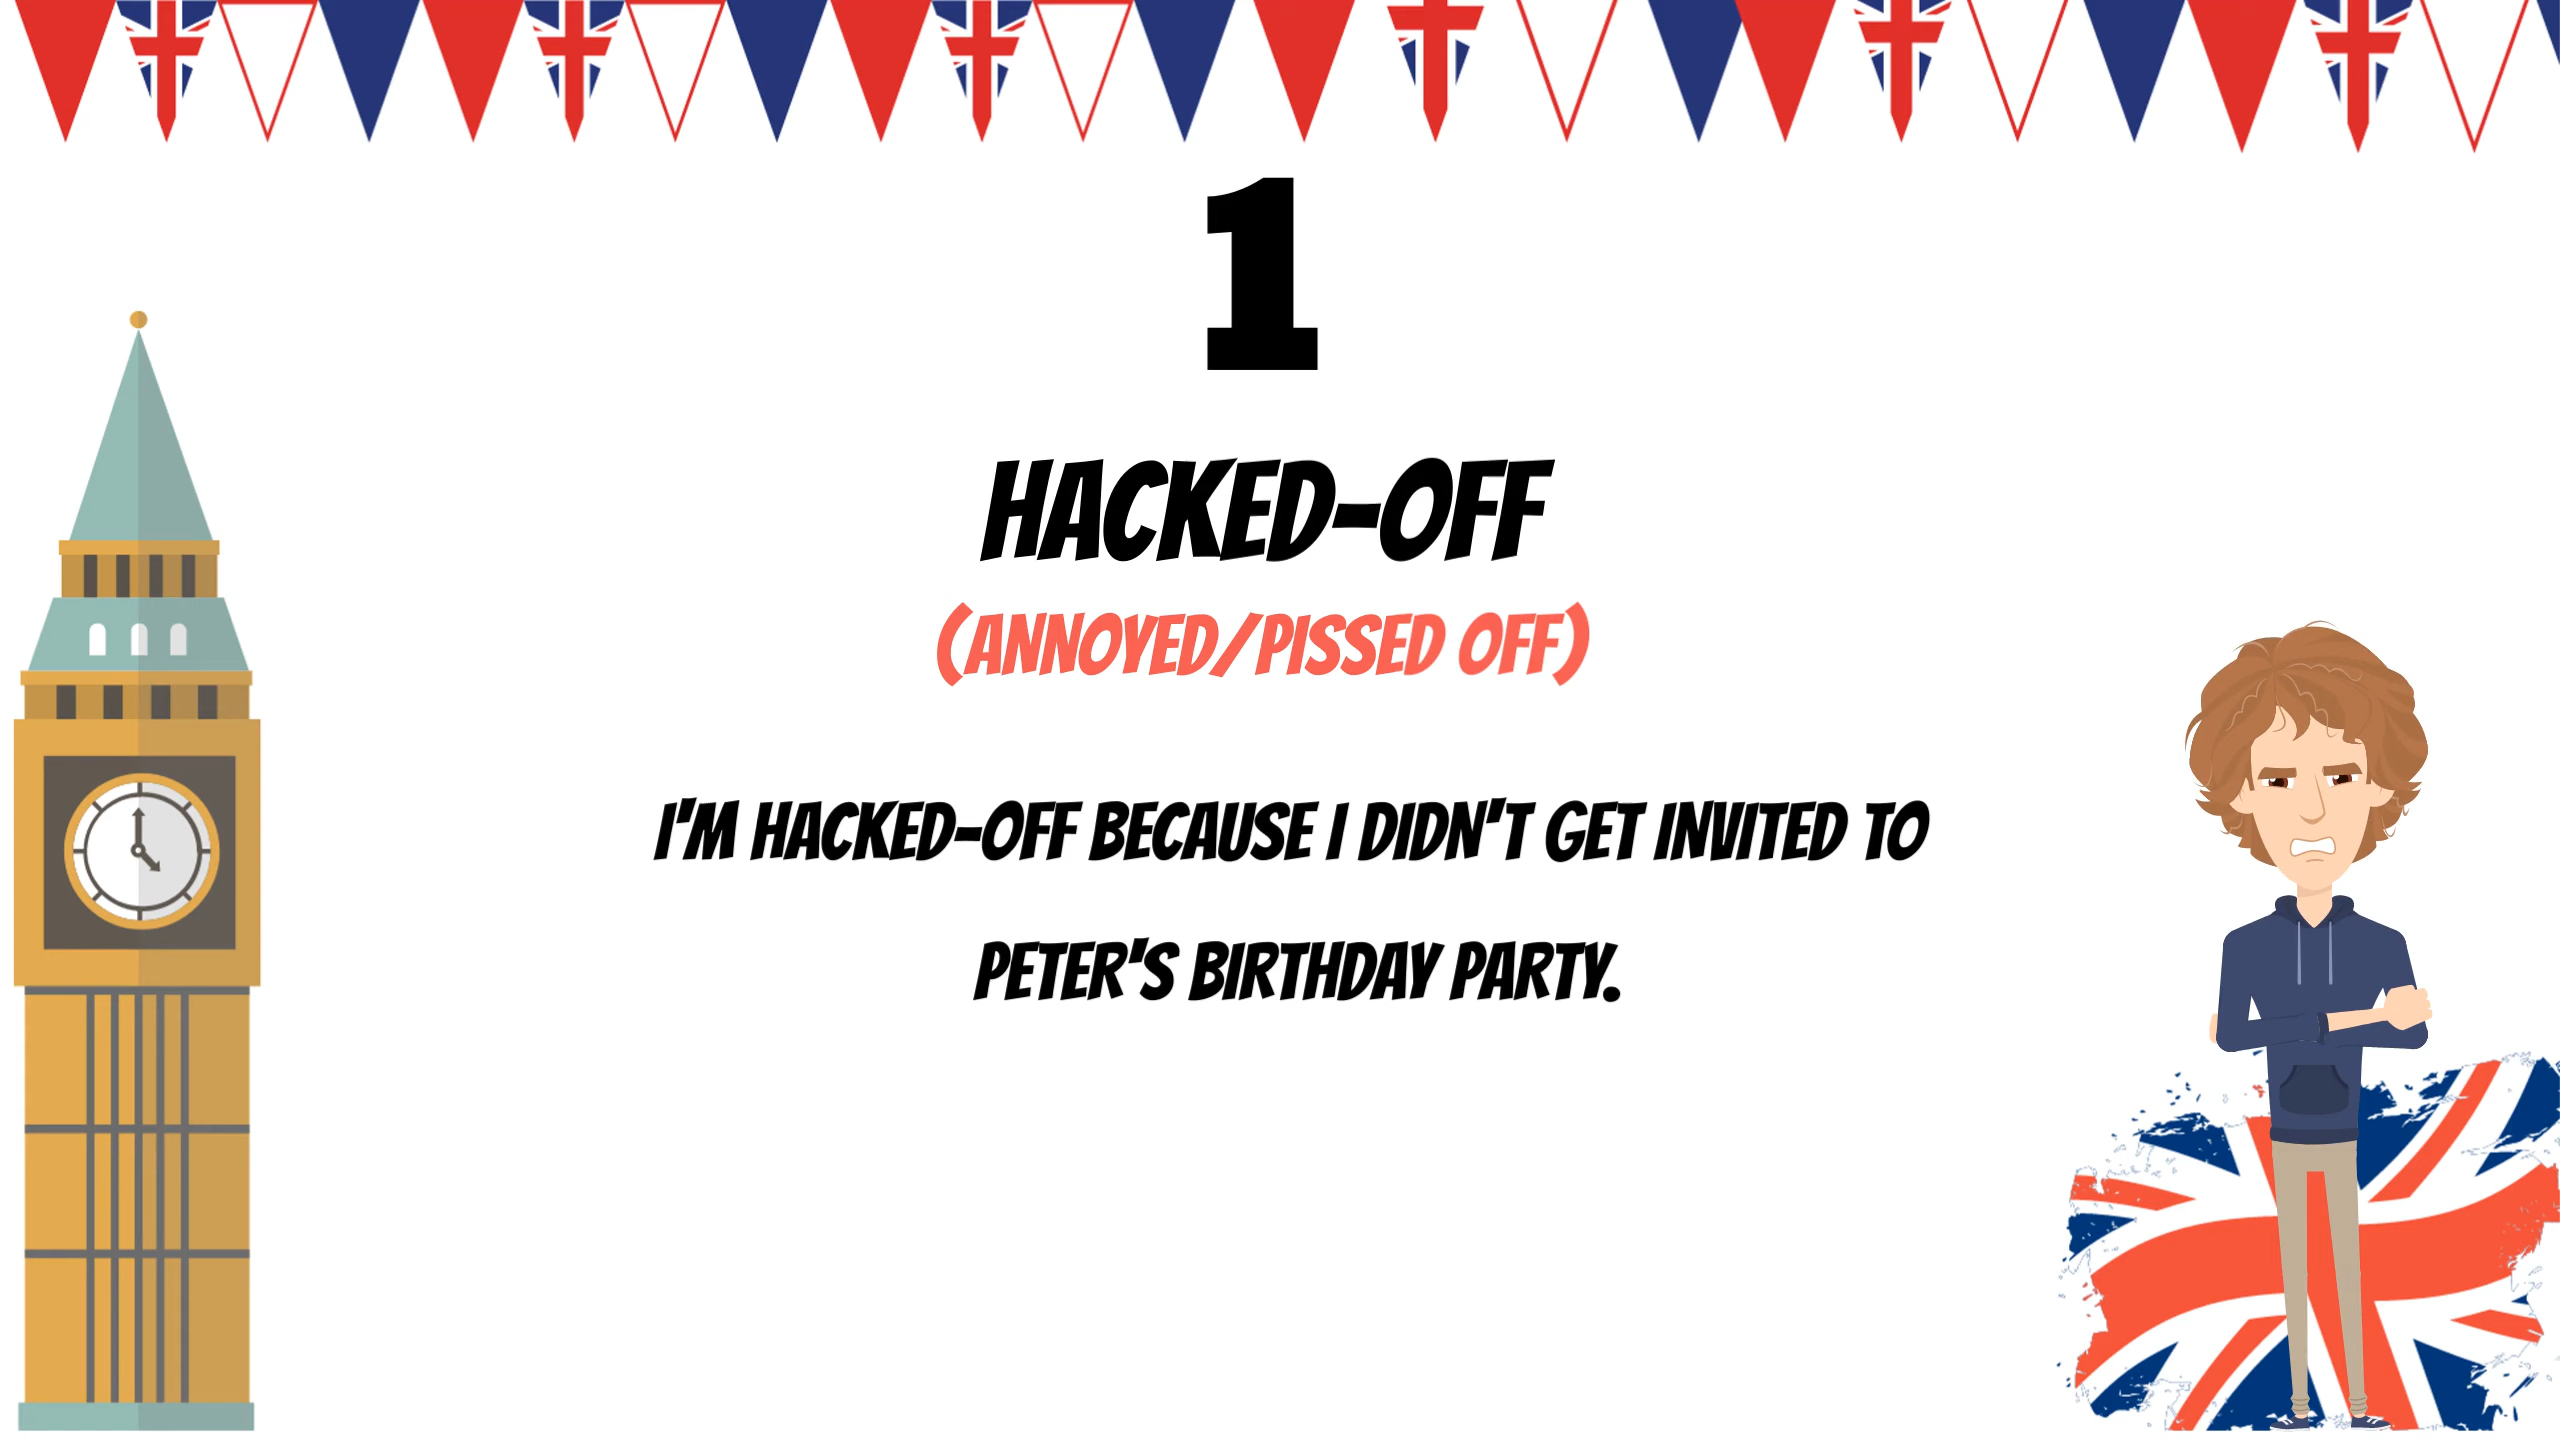 1
HACKED-OFF
(ANNOYED/PISSED OFF)
I'M HACKED-OFF BECAUSE I DIDN'T GET INVITED TO
PETER'S BIRTHDAY PARTY.